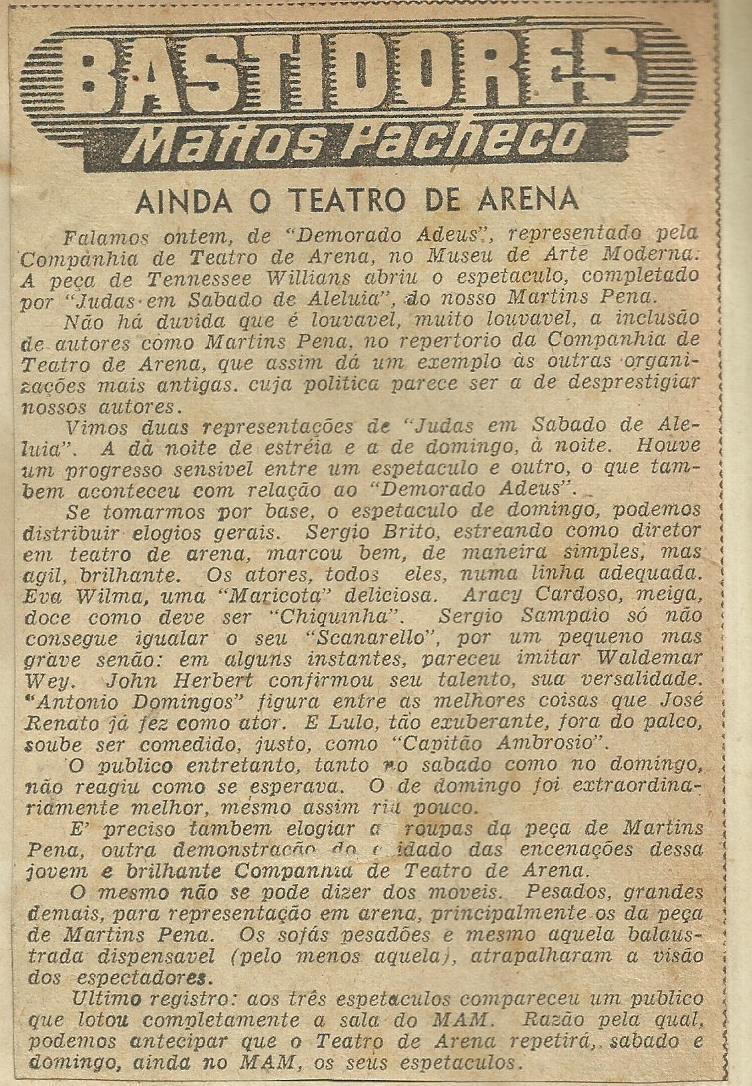 BASTIDORES
Mattos Pacheco
AINDA O TEATRO DE ARENA
Falamos ontem, de "Demorado Adeus", representado pela
Companhia de Teatro de Arena, no Museu de Arte Moderna.
A peça de Tennessee Willians abriu o espetaculo, completado
por "Judas em Sabado de Aleluia", do nosso Martins Pena.
Não há duvida que é louvavel, muito louvavel, a inclusão
de autores como Martins Pena, no repertorio da Companhia de
Teatro de Arena, que assim dá um exemplo às outras organi-
zações mais antigas. cuja politica parece ser a de desprestigiar
nossos autores.
Vimos duas representações de "Judas em Sabado de Ale-
luia". A da noite de estréia e a de domingo, à noite. Houve
um progresso sensivel entre um espetaculo e outro, o que tam-
bem aconteceu com relação ao "Demorado Adeus".
Se tomarmos por base, o espetaculo de domingo, podemos
distribuir elogios gerais. Sergio Brito, estreando como diretor
em teatro de arena, marcou bem, de maneira simples, mas
agil, brilhante. Os atores, todos eles, numa linha adequada.
Eva Wilma, uma "Maricota" deliciosa. Aracy Cardoso, meiga,
doce como deve ser "Chiquinha". Sergio Sampaio só não
consegue igualar o seu "Scanarello", por um pequeno mas
grave senão: em alguns instantes, pareceu imitar Waldemar
Wey. John Herbert confirmou seu talento, sua versalidade.
"Antonio Domingos" figura entre as melhores coisas que José
Renato já fez como ator. E Lulo, tão exuberante, fora do palco,
soube ser comedido, justo, como "Capitão Ambrosio".
O publico entretanto, tanto no sabado como no domingo,
não reagiu como se esperava. O de domingo foi extraordina-
riamente melhor, mesmo assim riu pouco.
E' preciso tambem elogiar a roupas da peça de Martins
Pena, outra demonstração do idado das encenações dessa
jovem e brilhante Companhia de Teatro de Arena.
O mesmo não se pode dizer dos moveis. Pesados, grandes
demais, para representação em arena, principalmente os da peça
de Martins Pena. Os sofás pesadões e mesmo aquela balaus-
trada dispensavel (pelo menos aquela), atrapalharam a visão
dos espectadores.
Ultimo registro: aos três espetaculos compareceu um publico
que lotou completamente a sala do MAM. Razão pela qual,
podemos antecipar que o Teatro de Arena repetirá, sabado e
domingo, ainda no MAM, os seus espetaculos.